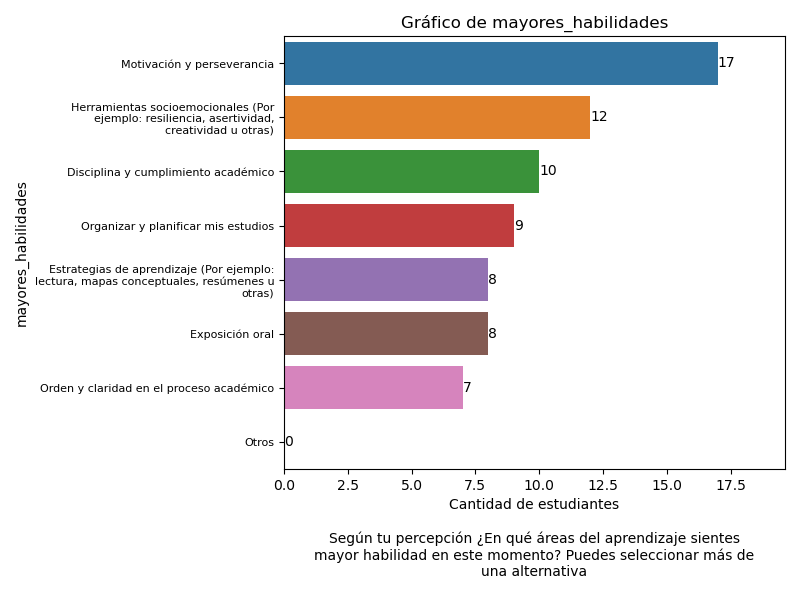 Gráfico de mayores_habilidades
mayores_habilidades
Motivación y perseverancia
17
Herramientas socioemocionales (Por
ejemplo: resiliencia, asertividad,
creatividad u otras)
12
Disciplina y cumplimiento académico
10
Organizar y planificar mis estudios
9
Estrategias de aprendizaje (Por ejemplo:
lectura, mapas conceptuales, resúmenes u
otras)
8
Exposición oral
8
Orden y claridad en el proceso académico
7
Otros
0
0.0 2.5 5.0 7.5 10.0 12.5 15.0 17.5
Cantidad de estudiantes
Según tu percepción ¿En qué áreas del aprendizaje sientes
mayor habilidad en este momento? Puedes seleccionar más de
una alternativa